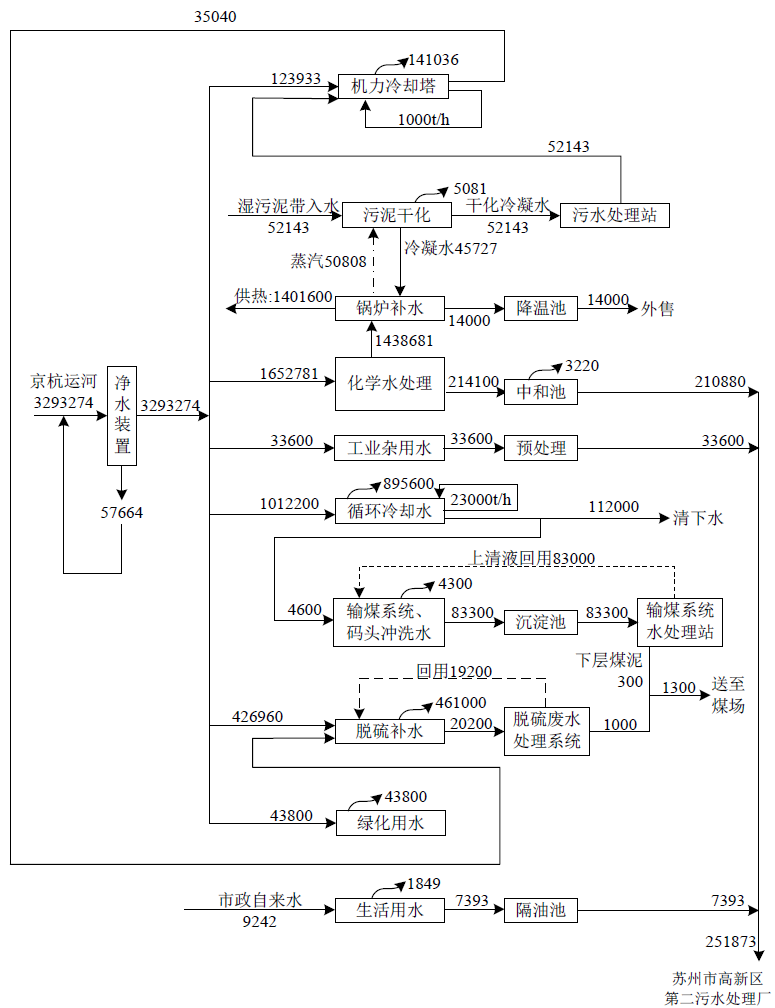 35040
141036
123933
机力冷却塔
1000t/h
52143
5081
湿污泥带入水
52143
污泥干化
干化冷凝水
52143
污水处理站
蒸汽50808
冷凝水45727
供热:1401600
锅炉补水
14000
降温池
14000
外售
1438681
3220
1652781
化学水处理
214100
中和池
210880
京杭运河
3293274
净水装置
3293274
33600
工业杂用水
33600
预处理
33600
57664
895600
1012200
循环冷却水
23000t/h
112000
清下水
上清液回用83000
4300
4600
输煤系统、
码头冲洗水
83300
沉淀池
83300
输煤系统
水处理站
下层煤泥
300
回用19200
461000
1300
送至
煤场
426960
脱硫补水
20200
脱硫废水
处理系统
1000
43800
43800
绿化用水
1849
市政自来水
9242
生活用水
7393
隔油池
7393
251873
苏州市高新区
第二污水处理厂